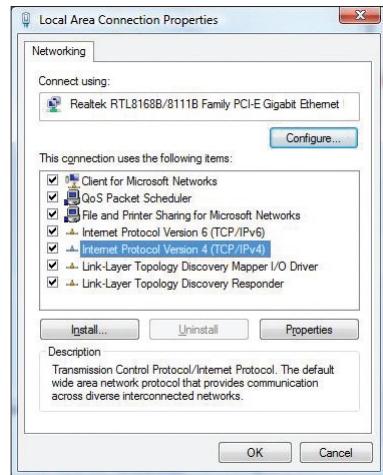 Local Area Connection Properties
Networking
Connect using:
Realtek RTL8168B/8111B Family PCI-E Gigabit Ethernet
Configure...
This connection uses the following items:
Client for Microsoft Networks
QoS Packet Scheduler
File and Printer Sharing for Microsoft Networks
Internet Protocol Version 6 (TCP/IPv6)
Internet Protocol Version 4 (TCP/IPv4)
Link-Layer Topology Discovery Mapper I/O Driver
Link-Layer Topology Discovery Responder
Install... Uninstall Properties
Description
Transmission Control Protocol/Internet Protocol. The default
wide area network protocol that provides communication
across diverse interconnected networks.
OK Cancel